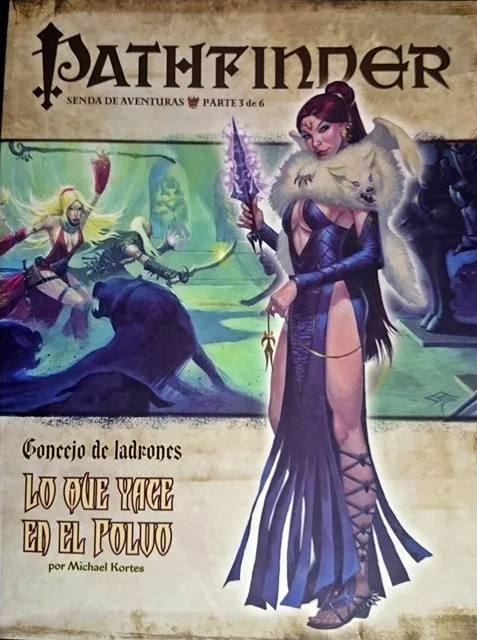 PATHFINDER®
SENDA DE AVENTURAS PARTE 3 de 6
Concejo de ladrones
LO QUE YACE
EN EL POLVO
por Michael Kortes